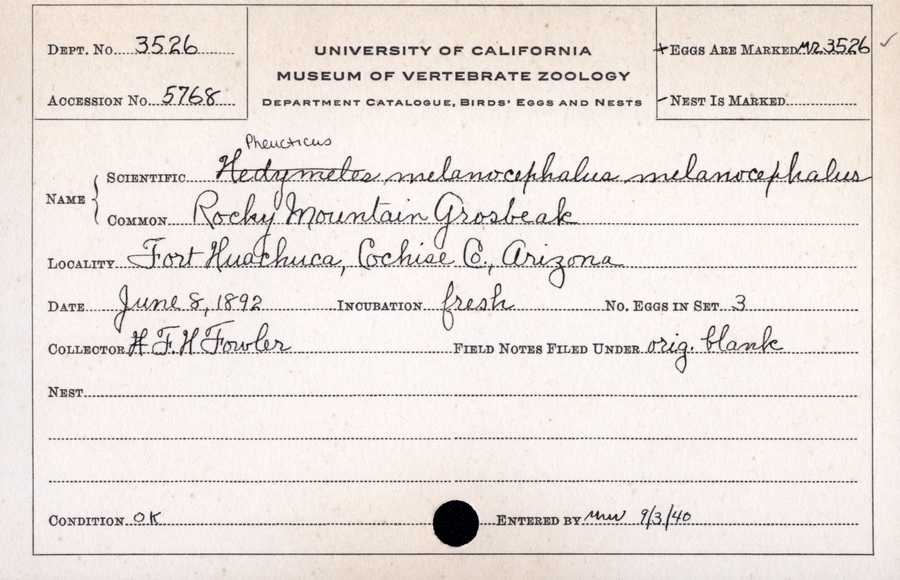 Dept. No. 3526
Accession No. 5768
UNIVERSITY OF CALIFORNIA
MUSEUM OF VERTEBRATE ZOOLOGY
Department Catalogue, Birds' Eggs and Nests
+ Eggs Are Marked 3526 ✓
- Nest Is Marked
Pheucticus
Name { Scientific Hedymeles melanocephalus melanocephalus
Common Rocky Mountain Grosbeak
Locality Fort Huachuca, Cochise Co., Arizona
Date June 8, 1892 Incubation fresh No. Eggs in Set 3
Collector H F.H Fowler Field Notes Filed Under orig. blank
Nest
Condition OK Entered by 9/3/40